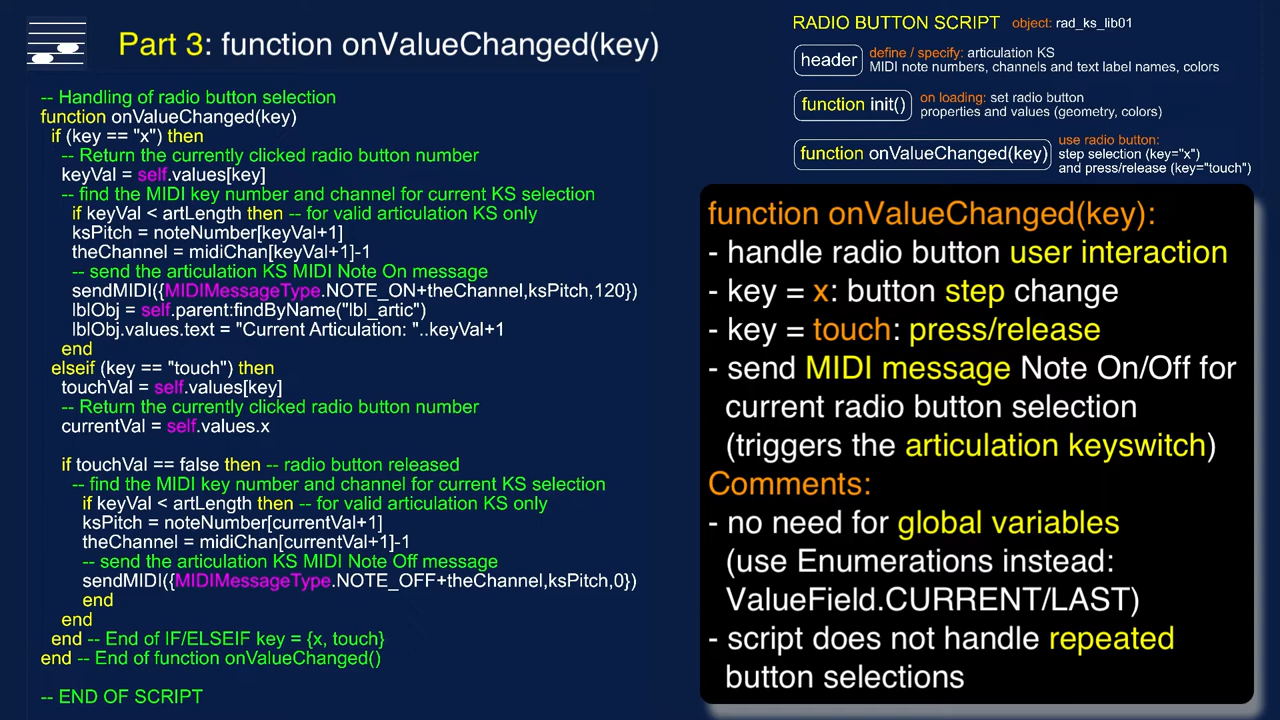 Part 3: function onValueChanged(key)
-- Handling of radio button selection
function onValueChanged(key)
if (key == "x") then
-- Return the currently clicked radio button number
keyVal = self.values[key]
-- find the MIDI key number and channel for current KS selection
if keyVal < artLength then -- for valid articulation KS only
ksPitch = noteNumber[keyVal+1]
theChannel = midiChan[keyVal+1]-1
-- send the articulation KS MIDI Note On message
sendMIDI({MIDIMessageType.NOTE_ON+theChannel,ksPitch,120})
lblObj = self.parent:findByName("lbl_artic")
lblObj.values.text = "Current Articulation: "..keyVal+1
end
elseif (key == "touch") then
touchVal = self.values[key]
-- Return the currently clicked radio button number
currentVal = self.values.x
if touchVal == false then -- radio button released
-- find the MIDI key number and channel for current KS selection
if keyVal < artLength then -- for valid articulation KS only
ksPitch = noteNumber[currentVal+1]
theChannel = midiChan[currentVal+1]-1
-- send the articulation KS MIDI Note Off message
sendMIDI({MIDIMessageType.NOTE_OFF+theChannel,ksPitch,0})
end
end
end -- End of IF/ELSEIF key = {x, touch}
end -- End of function onValueChanged()
-- END OF SCRIPT
RADIO BUTTON SCRIPT object: rad_ks_lib01
header
define / specify: articulation KS
MIDI note numbers, channels and text label names, colors
function init()
on loading: set radio button
properties and values (geometry, colors)
function onValueChanged(key)
use radio button:
step selection (key="x")
and press/release (key="touch")
function onValueChanged(key):
- handle radio button user interaction
- key = x: button step change
- key = touch: press/release
- send MIDI message Note On/Off for
current radio button selection
(triggers the articulation keyswitch)
Comments:
- no need for global variables
(use Enumerations instead:
ValueField.CURRENT/LAST)
- script does not handle repeated
button selections